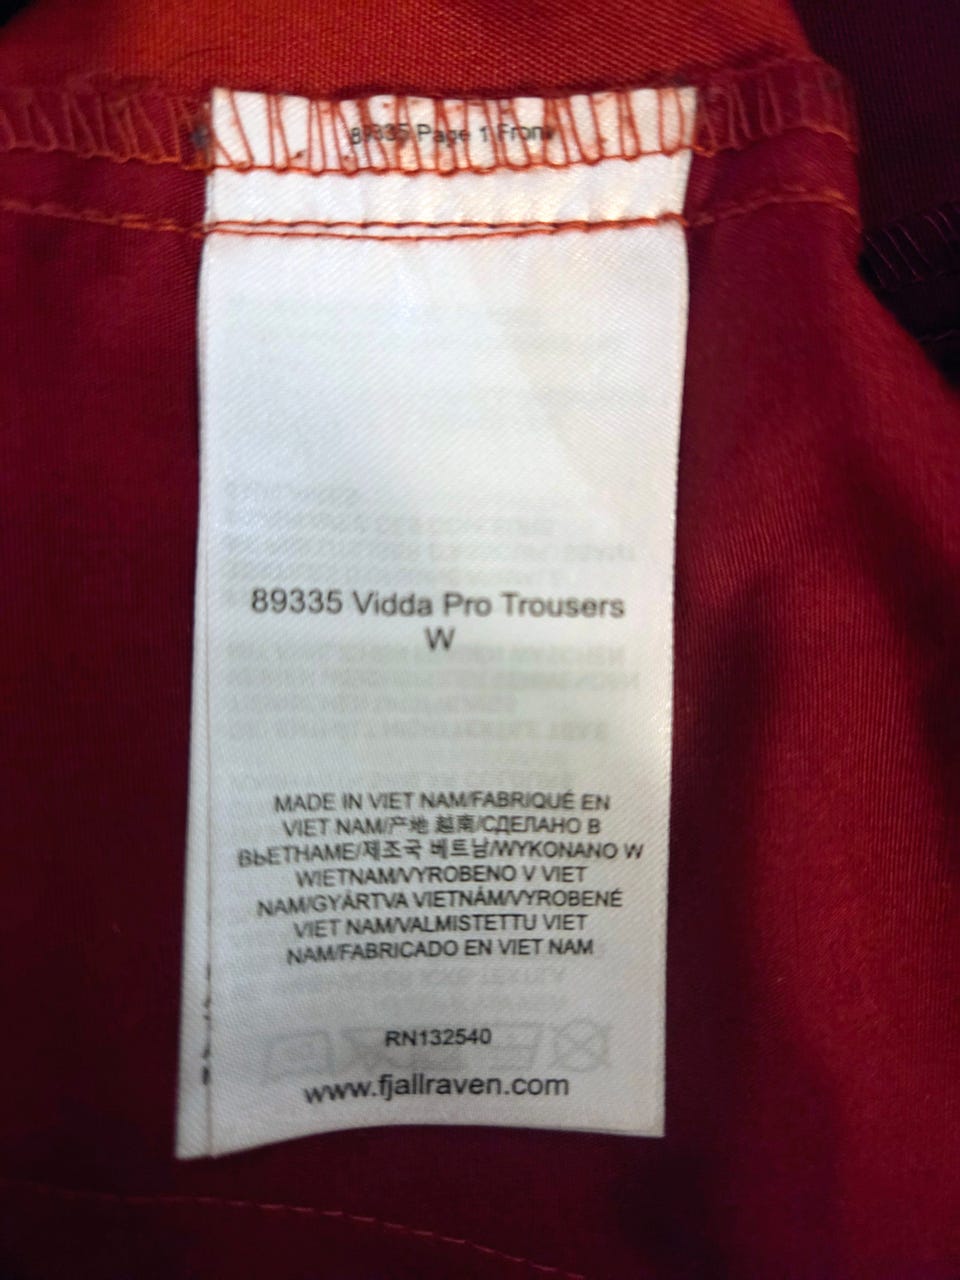 89335 Page 1 Front
89335 Vidda Pro Trousers
W
MADE IN VIET NAM/FABRIQUÉ EN
VIET NAM/产地 越南/СДЕЛАНО В
ВЬЕТНАМЕ/제조국 베트남/WYKONANO W
WIETNAM/VYROBENO V VIET
NAM/GYÁRTVA VIETNÁM/VYROBENÉ
VIET NAM/VALMISTETTU VIET
NAM/FABRICADO EN VIET NAM
RN132540
www.fjallraven.com